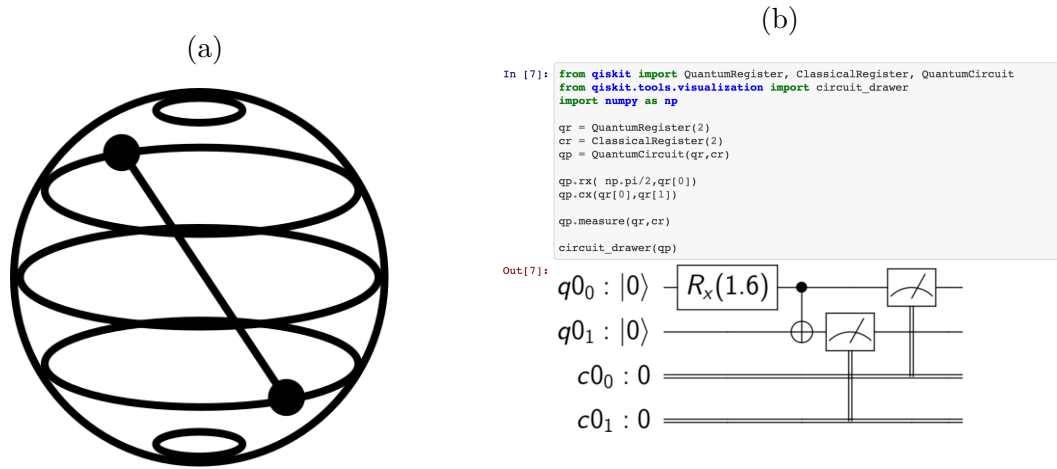 (a)
(b)
In [7]: from qiskit import QuantumRegister, ClassicalRegister, QuantumCircuit
from qiskit.tools.visualization import circuit_drawer
import numpy as np
qr = QuantumRegister(2)
cr = ClassicalRegister(2)
qp = QuantumCircuit(qr,cr)
qp.rx( np.pi/2,qr[0])
qp.cx(qr[0],qr[1])
qp.measure(qr,cr)
circuit_drawer(qp)
Out[7]:
q0₀ : |0⟩ Rₓ(1.6)
q0₁ : |0⟩
c0₀ : 0
c0₁ : 0